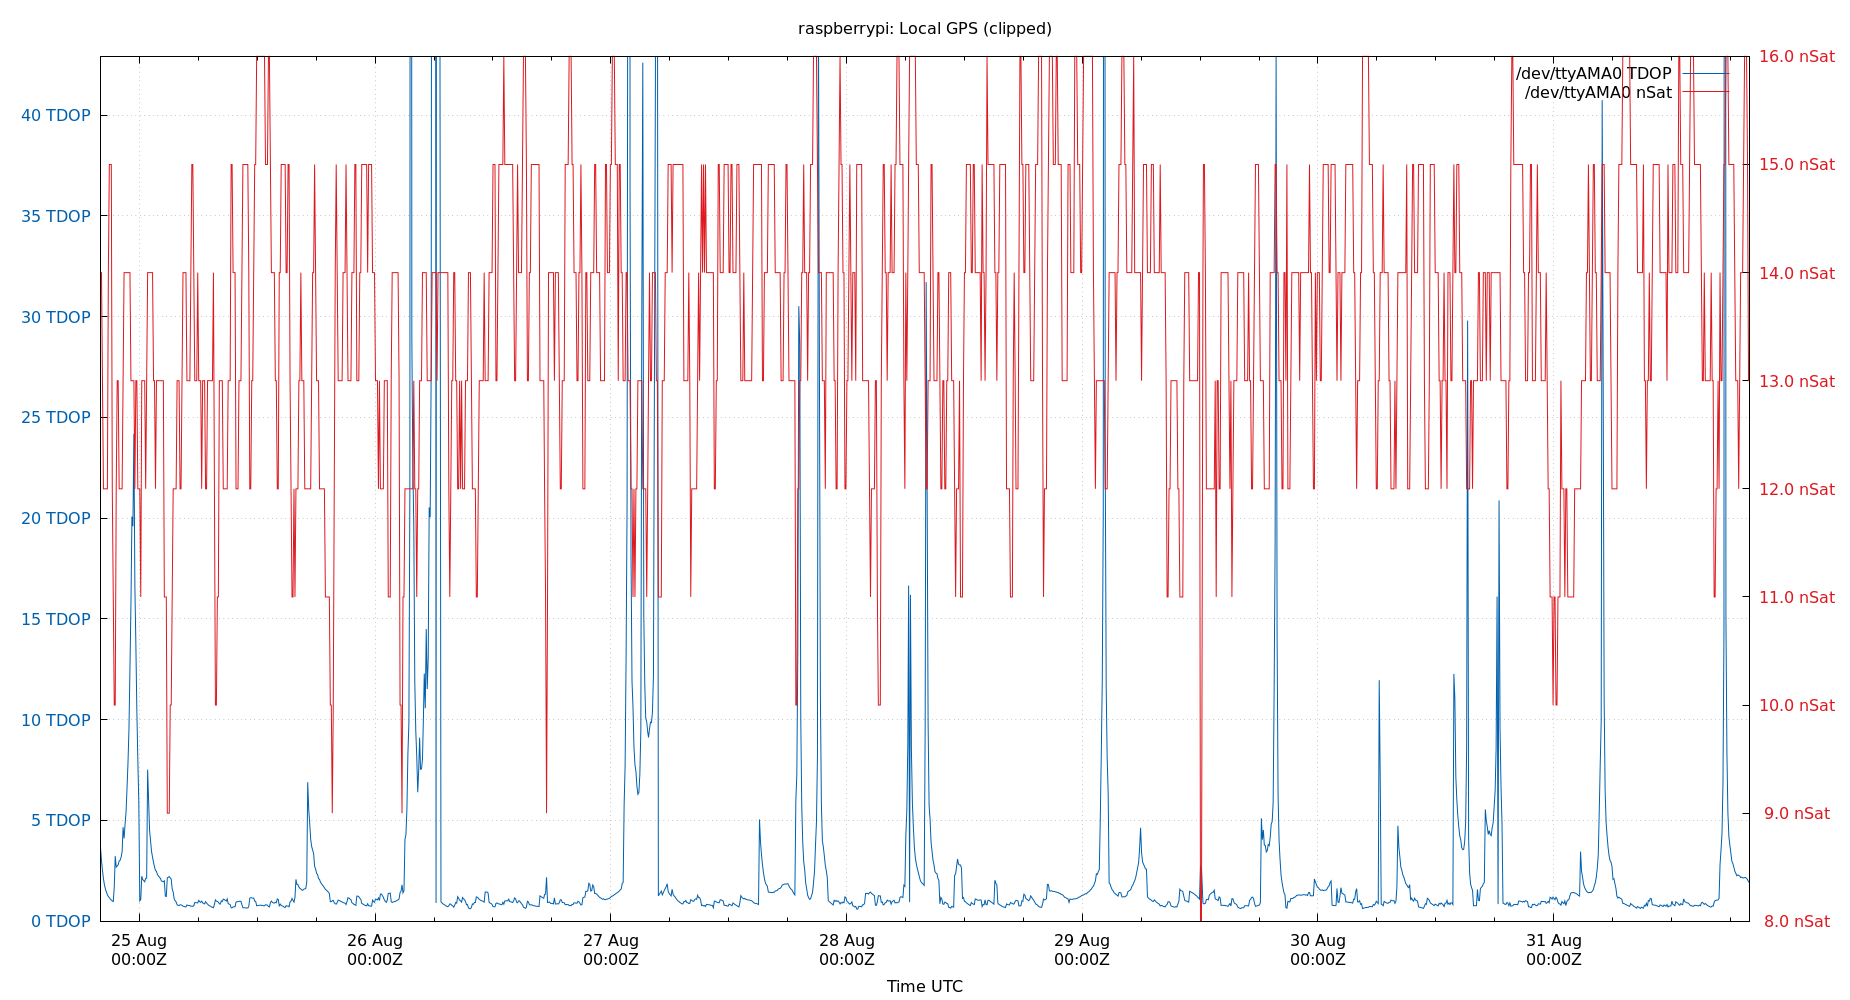 raspberrypi: Local GPS (clipped)
/dev/ttyAMA0 TDOP
/dev/ttyAMA0 nSat
40 TDOP
35 TDOP
30 TDOP
25 TDOP
20 TDOP
15 TDOP
10 TDOP
5 TDOP
0 TDOP
16.0 nSat
15.0 nSat
14.0 nSat
13.0 nSat
12.0 nSat
11.0 nSat
10.0 nSat
9.0 nSat
8.0 nSat
25 Aug
00:00Z
26 Aug
00:00Z
27 Aug
00:00Z
28 Aug
00:00Z
29 Aug
00:00Z
30 Aug
00:00Z
31 Aug
00:00Z
Time UTC